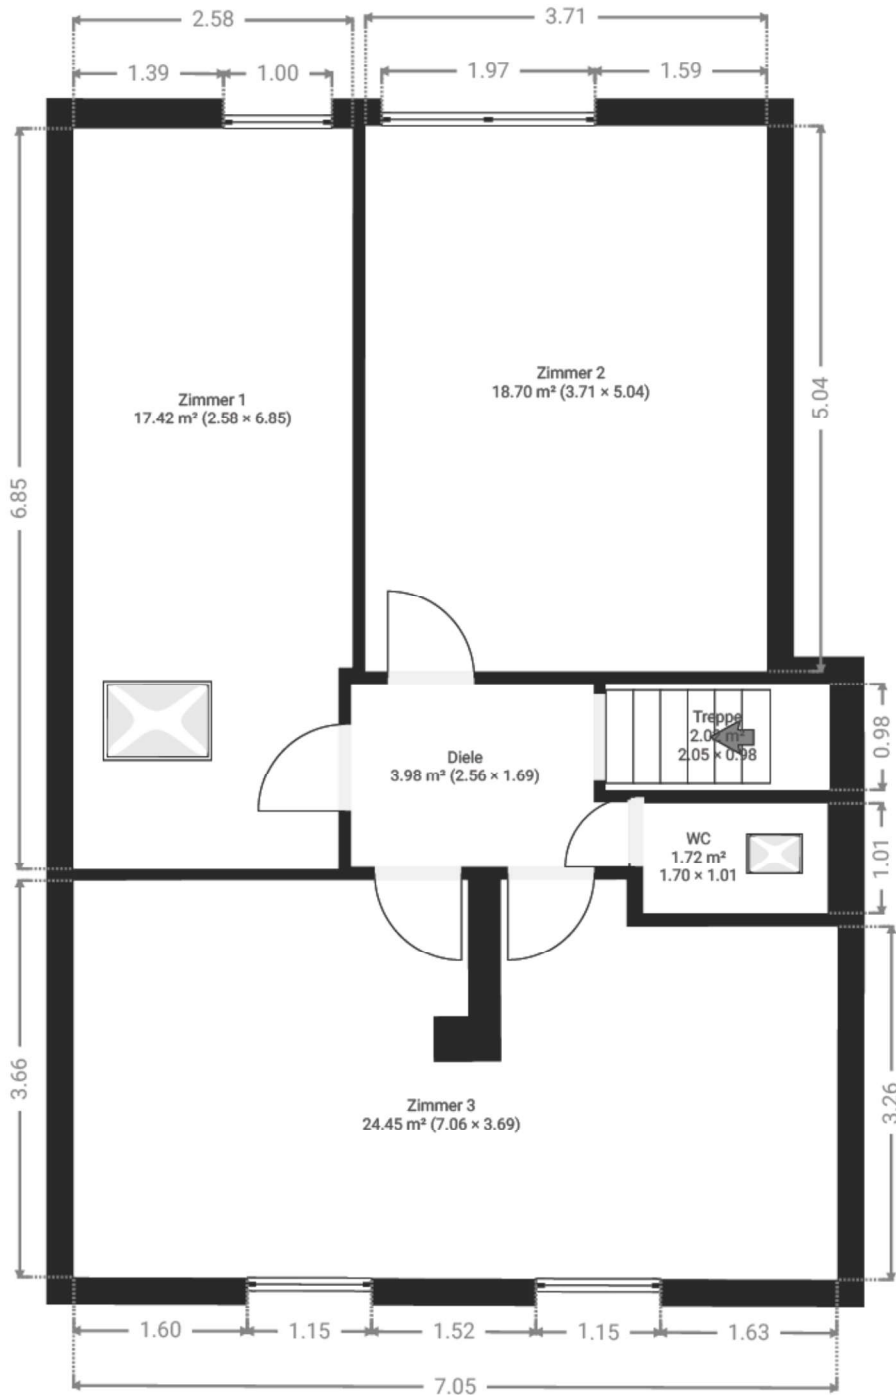 2.58
3.71
1.39
1.00
1.97
1.59
6.85
5.04
Zimmer 1
17.42 m² (2.58 × 6.85)
Zimmer 2
18.70 m² (3.71 × 5.04)
Treppe
m²
2.05 × 0.98
0.98
Diele
3.98 m² (2.56 × 1.69)
WC
1.72 m²
1.70 × 1.01
1.01
3.66
3.26
Zimmer 3
24.45 m² (7.06 × 3.69)
1.60
1.15
1.52
1.15
1.63
7.05